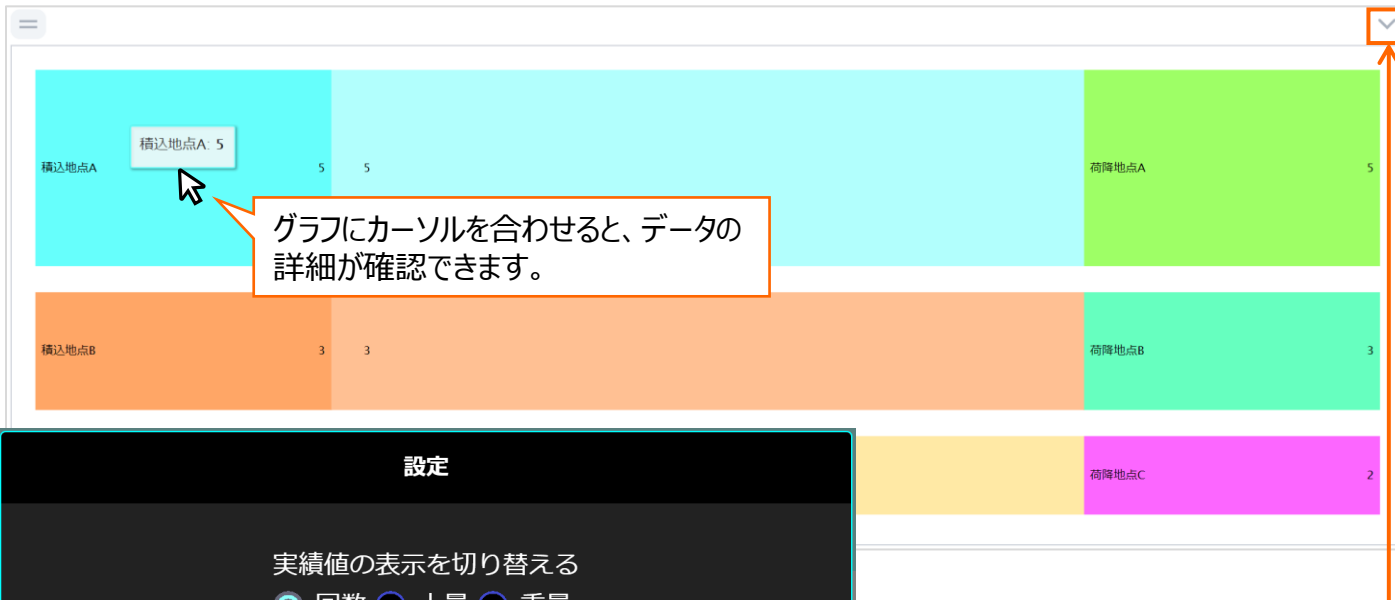 積込地点A: 5
積込地点A 5 5 荷降地点A 5
グラフにカーソルを合わせると、データの
詳細が確認できます。
積込地点B 3 3 荷降地点B 3
荷降地点C 2
設定
実績値の表示を切り替える
回数 土量 重量